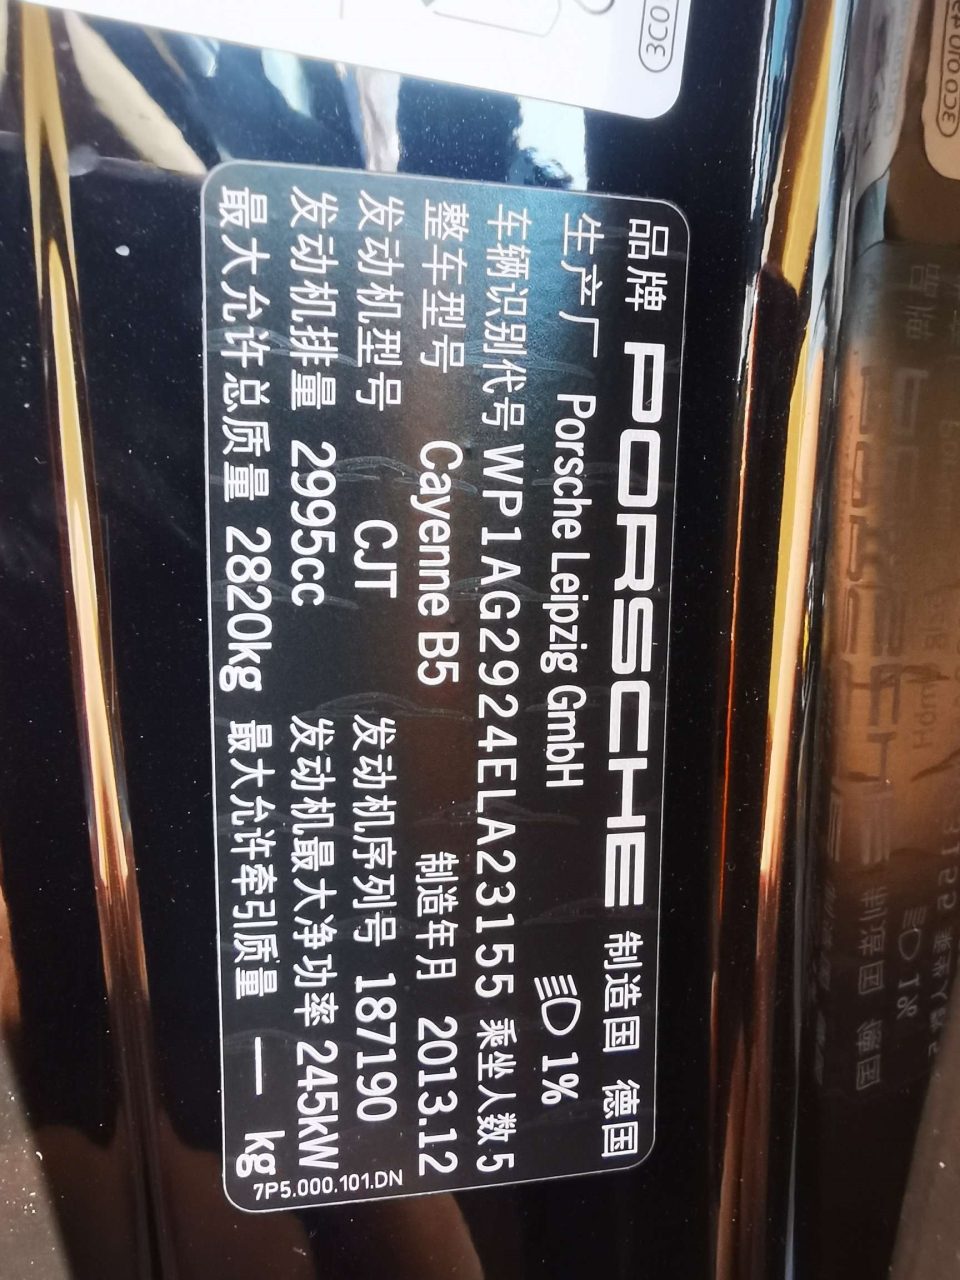 品牌 PORSCHE 制造国 德国
生产厂 Porsche Leipzig GmbH 1%
车辆识别代号 WP1AG2924ELA23155 乘坐人数 5
整车型号 Cayenne B5 制造年月 2013.12
发动机型号 CJT 发动机序列号 187190
发动机排量 2995cc 发动机最大净功率 245kW
最大允许总质量 2820kg 最大允许牵引质量 — kg
7P5.000.101.DN